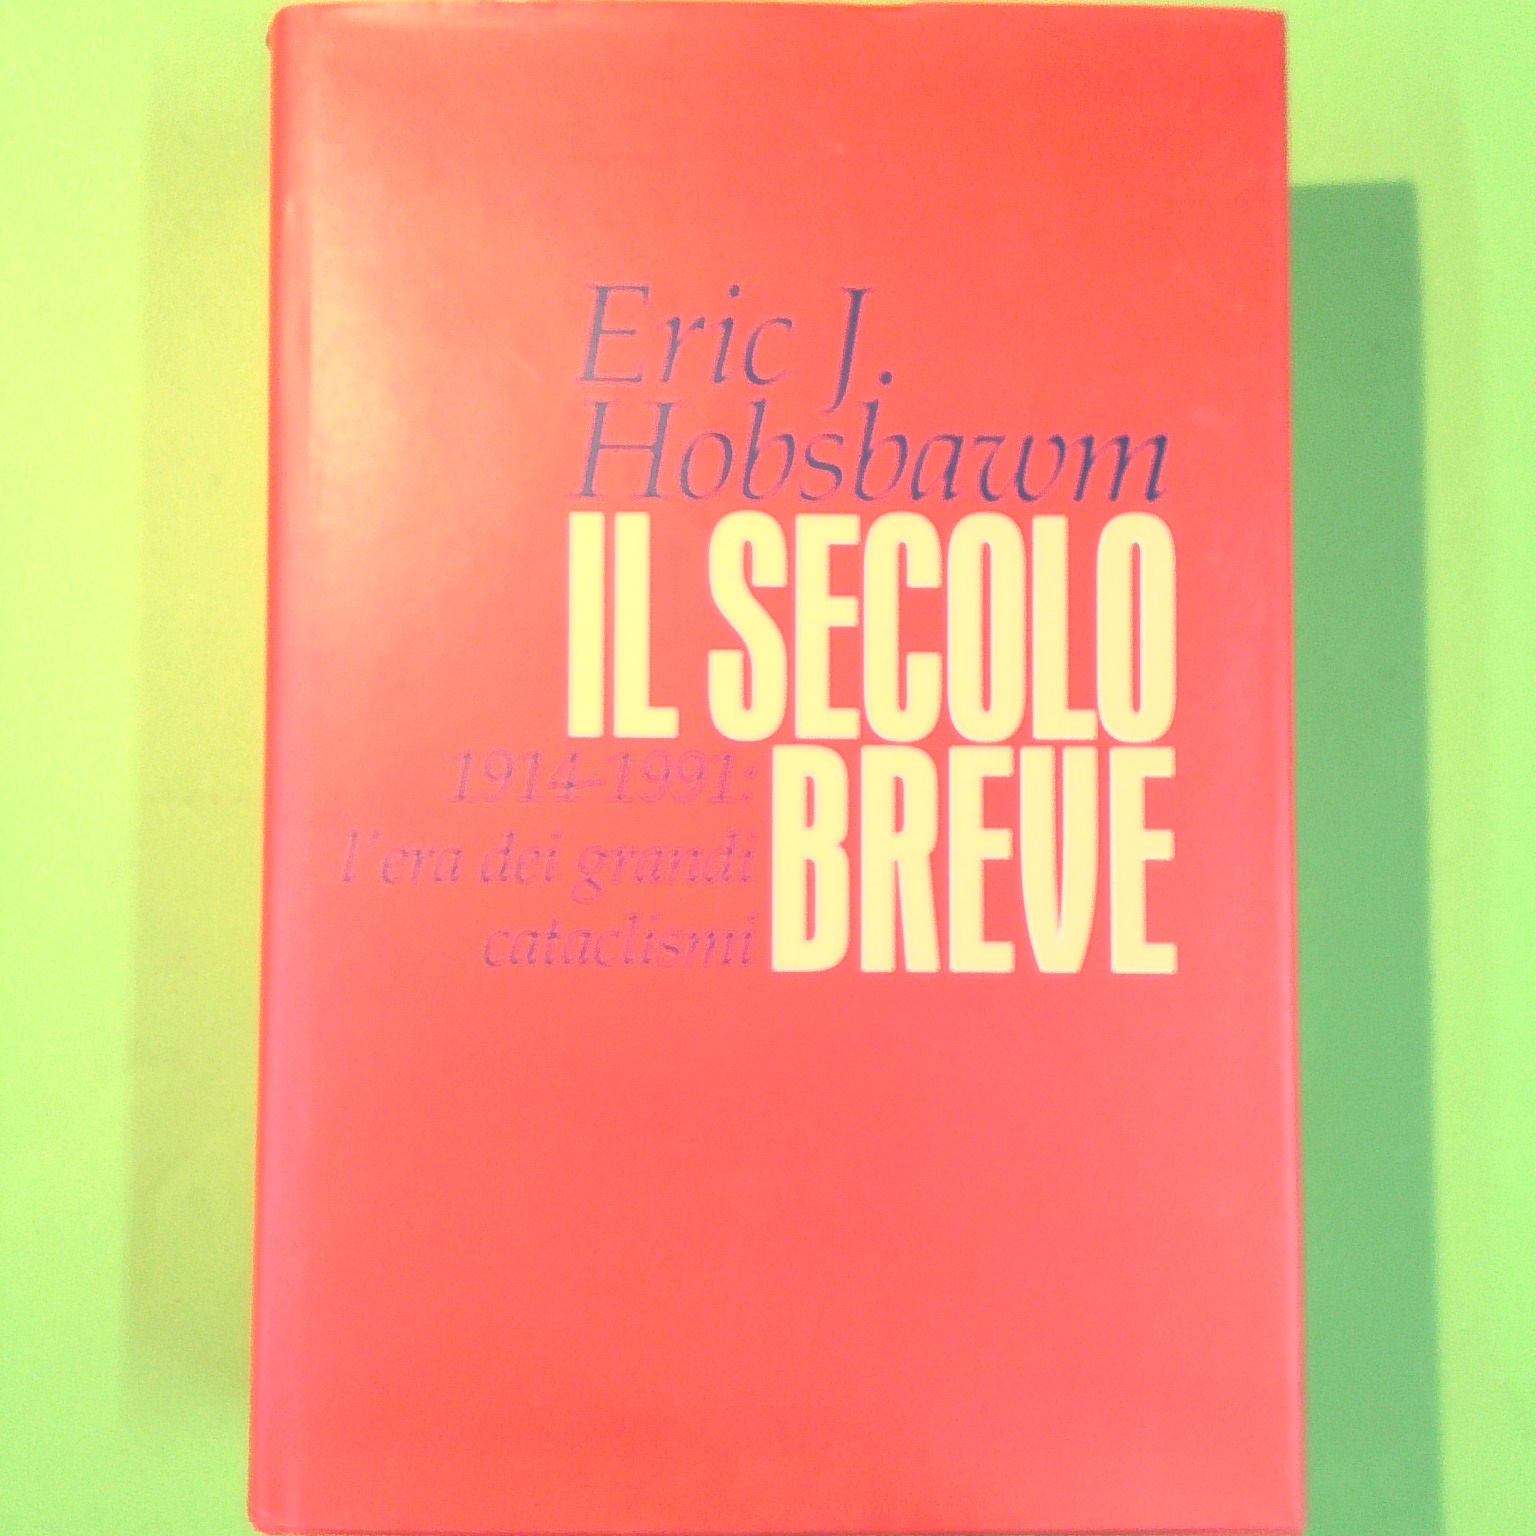 Eric J.
Hobsbawm
IL SECOLO
BREVE
1914-1991:
l'era dei grandi
cataclismi